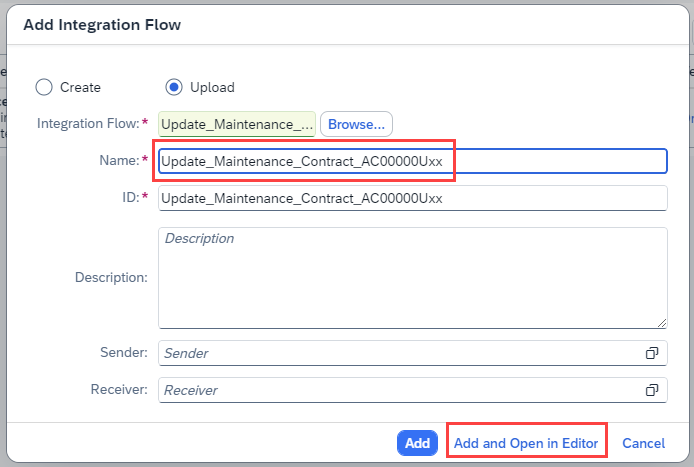 Add Integration Flow
Create
Upload
Integration Flow:* Update_Maintenance_... Browse...
Name:* Update_Maintenance_Contract_AC00000Uxx
ID:* Update_Maintenance_Contract_AC00000Uxx
Description: Description
Sender: Sender
Receiver: Receiver
Add Add and Open in Editor Cancel